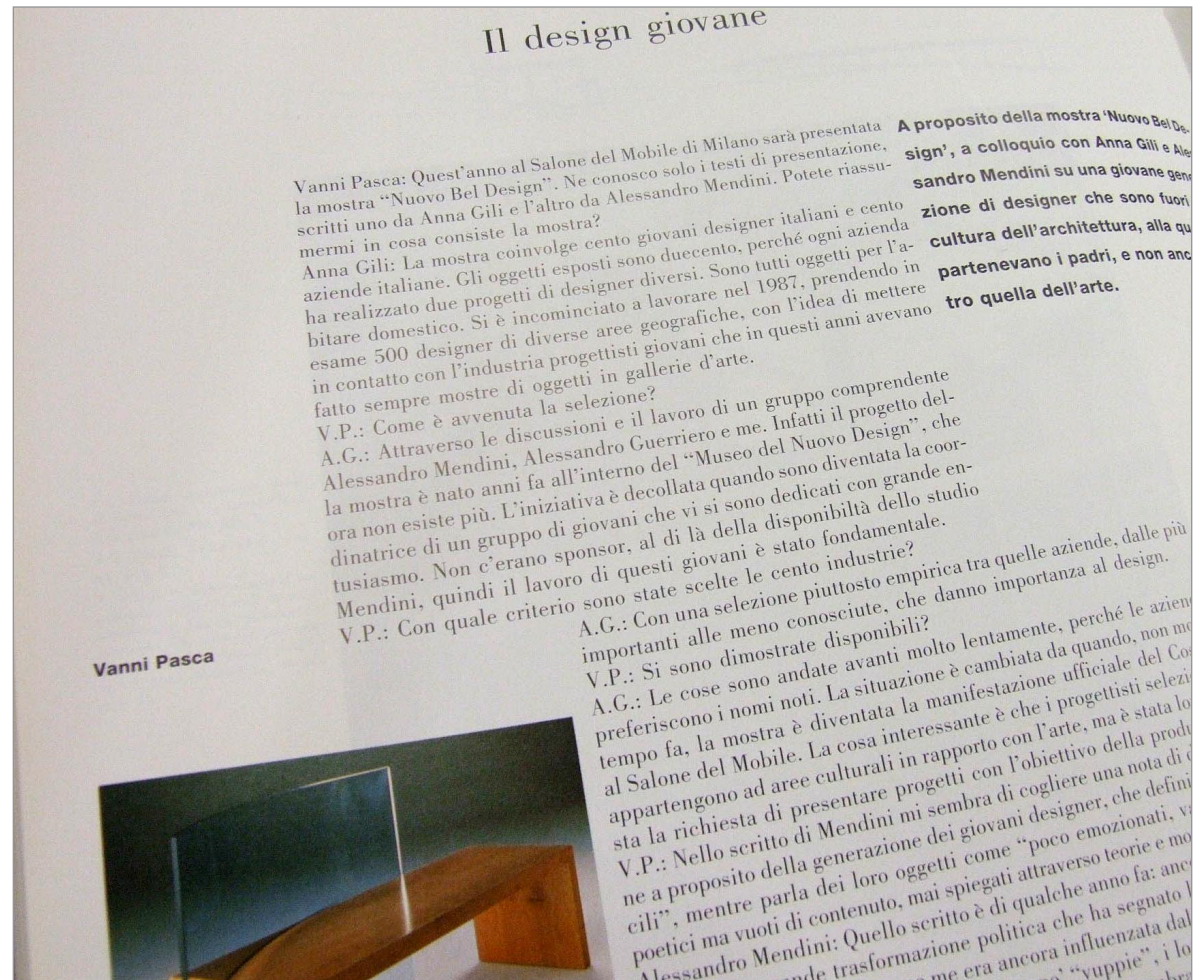 Il design giovane
Vanni Pasca: Quest'anno al Salone del Mobile di Milano sarà presentata
la mostra “Nuovo Bel Design”. Ne conosco solo i testi di presentazione,
scritti uno da Anna Gili e l'altro da Alessandro Mendini. Potete riassu-
mermi in cosa consiste la mostra?
Anna Gili: La mostra coinvolge cento giovani designer italiani e cento
aziende italiane. Gli oggetti esposti sono duecento, perché ogni azienda
ha realizzato due progetti di designer diversi. Sono tutti oggetti per l'a-
bitare domestico. Si è incominciato a lavorare nel 1987, prendendo in
esame 500 designer di diverse aree geografiche, con l'idea di mettere
in contatto con l'industria progettisti giovani che in questi anni avevano
fatto sempre mostre di oggetti in gallerie d'arte.
V.P.: Come è avvenuta la selezione?
A.G.: Attraverso le discussioni e il lavoro di un gruppo comprendente
Alessandro Mendini, Alessandro Guerriero e me. Infatti il progetto del-
la mostra è nato anni fa all'interno del “Museo del Nuovo Design”, che
ora non esiste più. L'iniziativa è decollata quando sono diventata la coor-
dinatrice di un gruppo di giovani che vi si sono dedicati con grande en-
tusiasmo. Non c'erano sponsor, al di là della disponibiltà dello studio
Mendini, quindi il lavoro di questi giovani è stato fondamentale.
V.P.: Con quale criterio sono state scelte le cento industrie?
A.G.: Con una selezione piuttosto empirica tra quelle aziende, dalle più
importanti alle meno conosciute, che danno importanza al design.
V.P.: Si sono dimostrate disponibili?
A.G.: Le cose sono andate avanti molto lentamente, perché le azien
preferiscono i nomi noti. La situazione è cambiata da quando, non mo
tempo fa, la mostra è diventata la manifestazione ufficiale del Cos
al Salone del Mobile. La cosa interessante è che i progettisti selezi
appartengono ad aree culturali in rapporto con l'arte, ma è stata lo
sta la richiesta di presentare progetti con l'obiettivo della produ
V.P.: Nello scritto di Mendini mi sembra di cogliere una nota di
ne a proposito della generazione dei giovani designer, che defini
cili”, mentre parla dei loro oggetti come “poco emozionati, va
poetici ma vuoti di contenuto, mai spiegati attraverso teorie e mo
Alessandro Mendini: Quello scritto è di qualche anno fa: anc
nde trasformazione politica che ha segnato l
me era ancora influenzata dal
“yuppie”, i lo
A proposito della mostra ‘Nuovo Bel De-
sign’, a colloquio con Anna Gili e Ale
sandro Mendini su una giovane gene
zione di designer che sono fuori
cultura dell'architettura, alla qu
partenevano i padri, e non anc
tro quella dell'arte.
Vanni Pasca